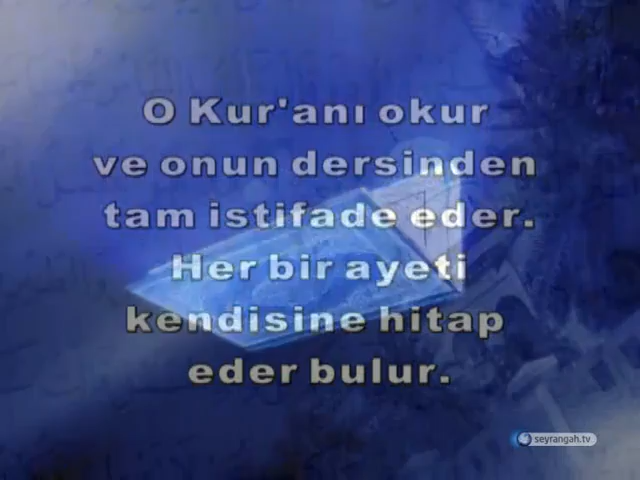 O Kur'anı okur
ve onun dersinden
tam istifade eder.
Her bir ayeti
kendisine hitap
eder bulur.
seyrangah.tv